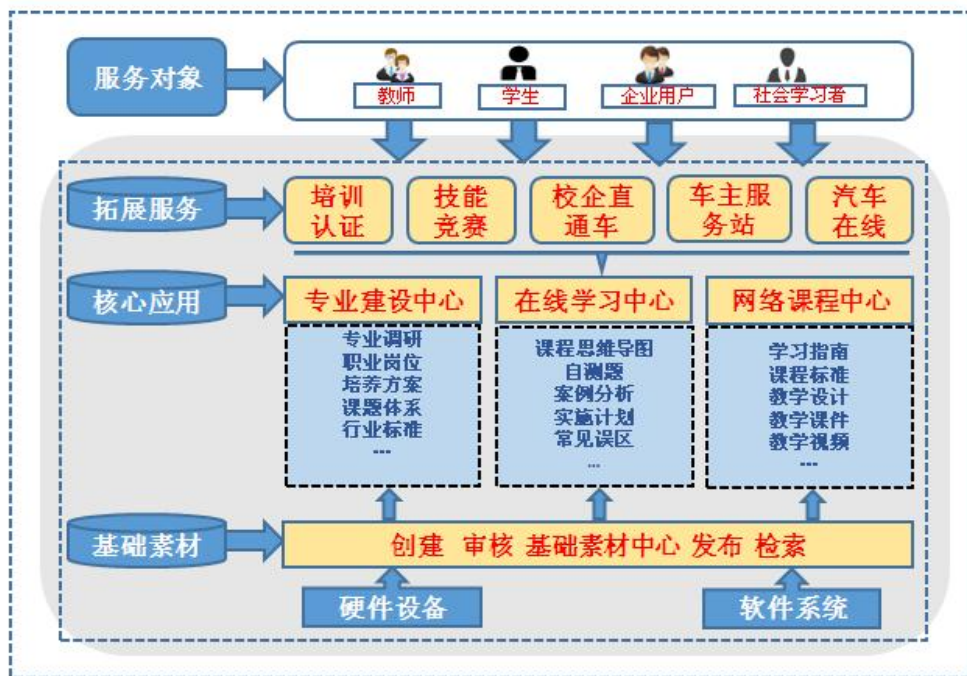 服务对象
教师
学生
企业用户
社会学习者
拓展服务
培训
认证
技能
竞赛
校企直
通车
车主服
务站
汽车
在线
核心应用
专业建设中心
在线学习中心
网络课程中心
专业调研
职业岗位
培养方案
课题体系
行业标准
...
课程思维导图
自测题
案例分析
实施计划
常见误区
...
学习指南
课程标准
教学设计
教学课件
教学视频
...
基础素材
创建 审核 基础素材中心 发布 检索
硬件设备
软件系统